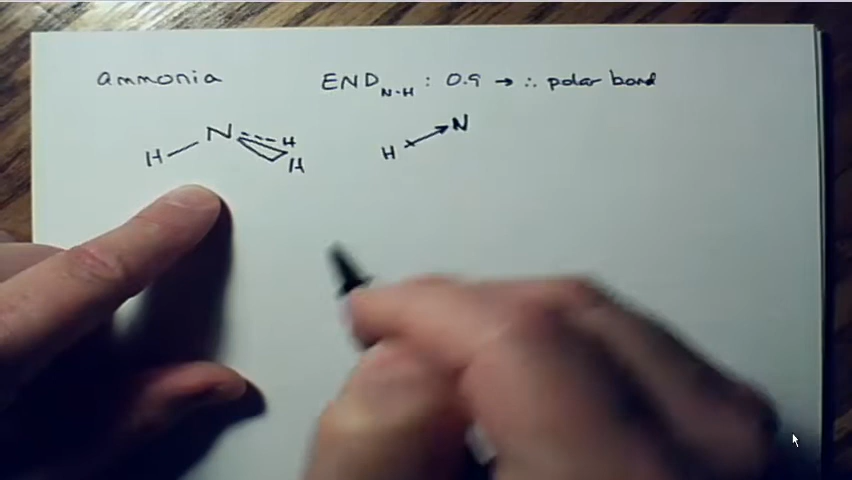 ammonia
END N-H : 0.9 → ∴ polar bond
H N H H
H N